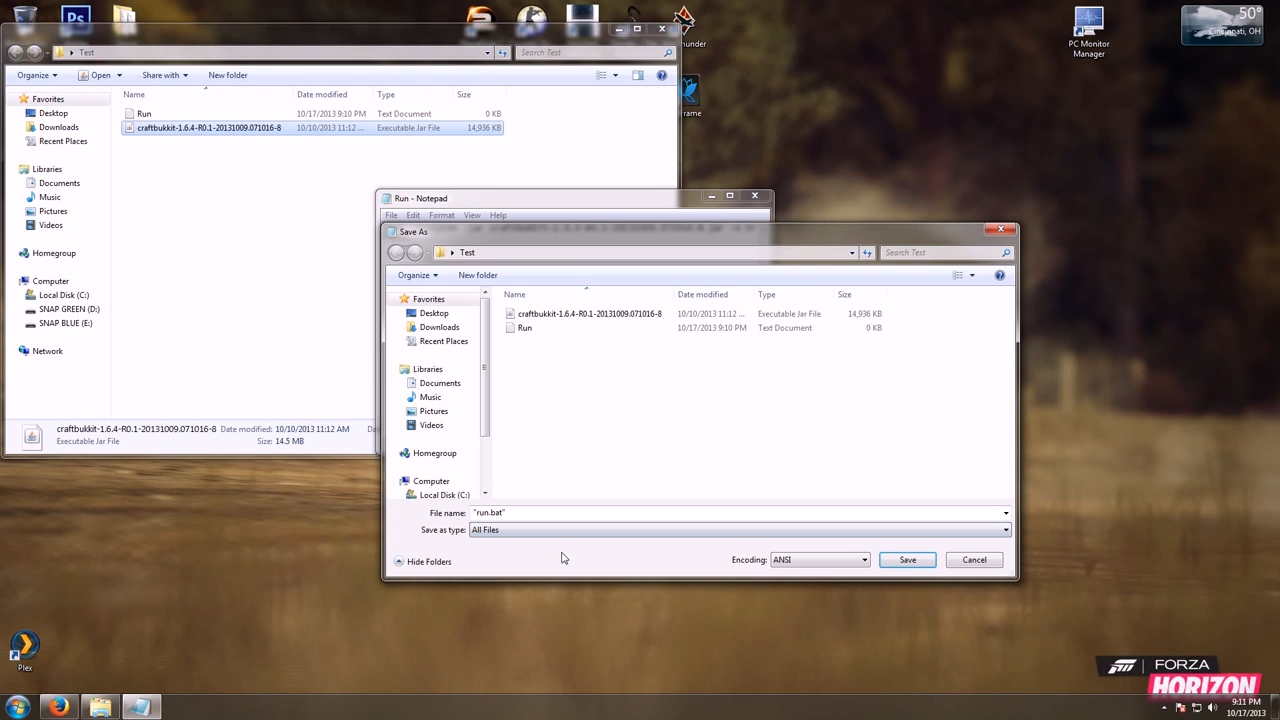 50°
Cincinnati, OH
PC Monitor
Manager
Plex
Test
Search Test
Organize
Open
Share with
New folder
Name
Date modified
Type
Size
Favorites
Desktop
Downloads
Recent Places
Libraries
Documents
Music
Pictures
Videos
Homegroup
Computer
Local Disk (C:)
SNAP GREEN (D:)
SNAP BLUE (E:)
Network
Run 10/17/2013 9:10 PM Text Document 0 KB
craftbukkit-1.6.4-R0.1-20131009.071016-8 10/10/2013 11:12 ... Executable Jar File 14,936 KB
craftbukkit-1.6.4-R0.1-20131009.071016-8 Date modified: 10/10/2013 11:12 AM
Executable Jar File Size: 14.5 MB
Run - Notepad
File Edit Format View Help
Save As
Test
Search Test
Organize
New folder
Favorites
Desktop
Downloads
Recent Places
Libraries
Documents
Music
Pictures
Videos
Homegroup
Computer
Local Disk (C:)
Name Date modified Type Size
craftbukkit-1.6.4-R0.1-20131009.071016-8 10/10/2013 11:12 ... Executable Jar File 14,936 KB
Run 10/17/2013 9:10 PM Text Document 0 KB
File name: "run.bat"
Save as type: All Files
Hide Folders
Encoding: ANSI
Save
Cancel
FORZA
HORIZON
9:11 PM
10/17/2013